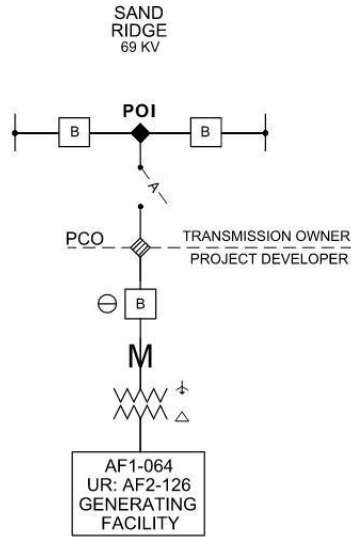 SAND
RIDGE
69 KV
POI
B
B
A
PCO
TRANSMISSION OWNER
PROJECT DEVELOPER
B
M
AF1-064
UR: AF2-126
GENERATING
FACILITY